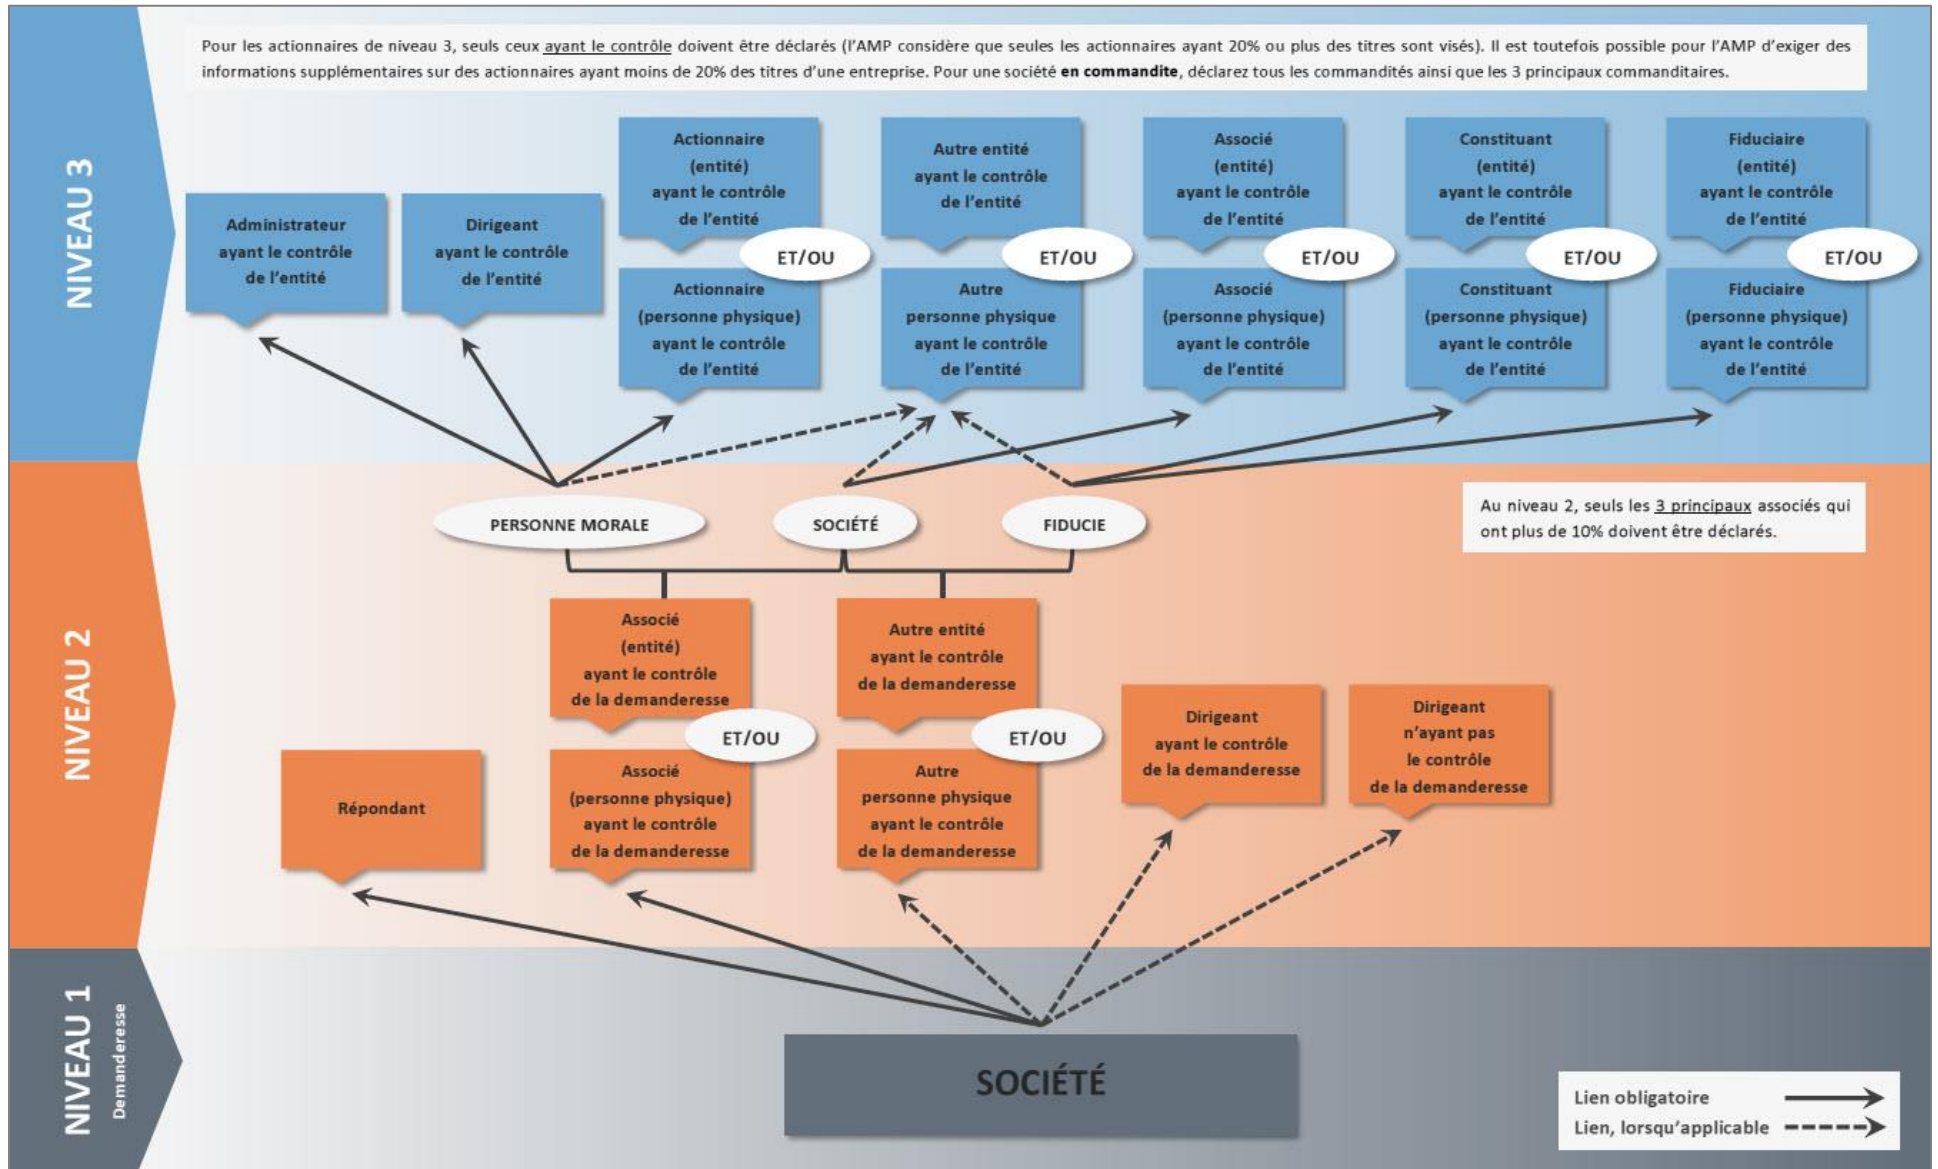 Pour les actionnaires de niveau 3, seuls ceux ayant le contrôle doivent être déclarés (l'AMP considère que seules les actionnaires ayant 20% ou plus des titres sont visés). Il est toutefois possible pour l'AMP d'exiger des
informations supplémentaires sur des actionnaires ayant moins de 20% des titres d'une entreprise. Pour une société en commandite, déclarez tous les commandités ainsi que les 3 principaux commanditaires.
NIVEAU 3
Administrateur
ayant le contrôle
de l'entité
Dirigeant
ayant le contrôle
de l'entité
Actionnaire
(entité)
ayant le contrôle
de l'entité
ET/OU
Actionnaire
(personne physique)
ayant le contrôle
de l'entité
Autre entité
ayant le contrôle
de l'entité
ET/OU
Autre
personne physique
ayant le contrôle
de l'entité
Associé
(entité)
ayant le contrôle
de l'entité
ET/OU
Associé
(personne physique)
ayant le contrôle
de l'entité
Constituant
(entité)
ayant le contrôle
de l'entité
ET/OU
Constituant
(personne physique)
ayant le contrôle
de l'entité
Fiduciaire
(entité)
ayant le contrôle
de l'entité
ET/OU
Fiduciaire
(personne physique)
ayant le contrôle
de l'entité
NIVEAU 2
PERSONNE MORALE
SOCIÉTÉ
FIDUCIE
Au niveau 2, seuls les 3 principaux associés qui
ont plus de 10% doivent être déclarés.
Répondant
Associé
(entité)
ayant le contrôle
de la demanderesse
ET/OU
Associé
(personne physique)
ayant le contrôle
de la demanderesse
Autre entité
ayant le contrôle
de la demanderesse
ET/OU
Autre
personne physique
ayant le contrôle
de la demanderesse
Dirigeant
ayant le contrôle
de la demanderesse
Dirigeant
n'ayant pas
le contrôle
de la demanderesse
NIVEAU 1
Demanderesse
SOCIÉTÉ
Lien obligatoire
Lien, lorsqu'applicable